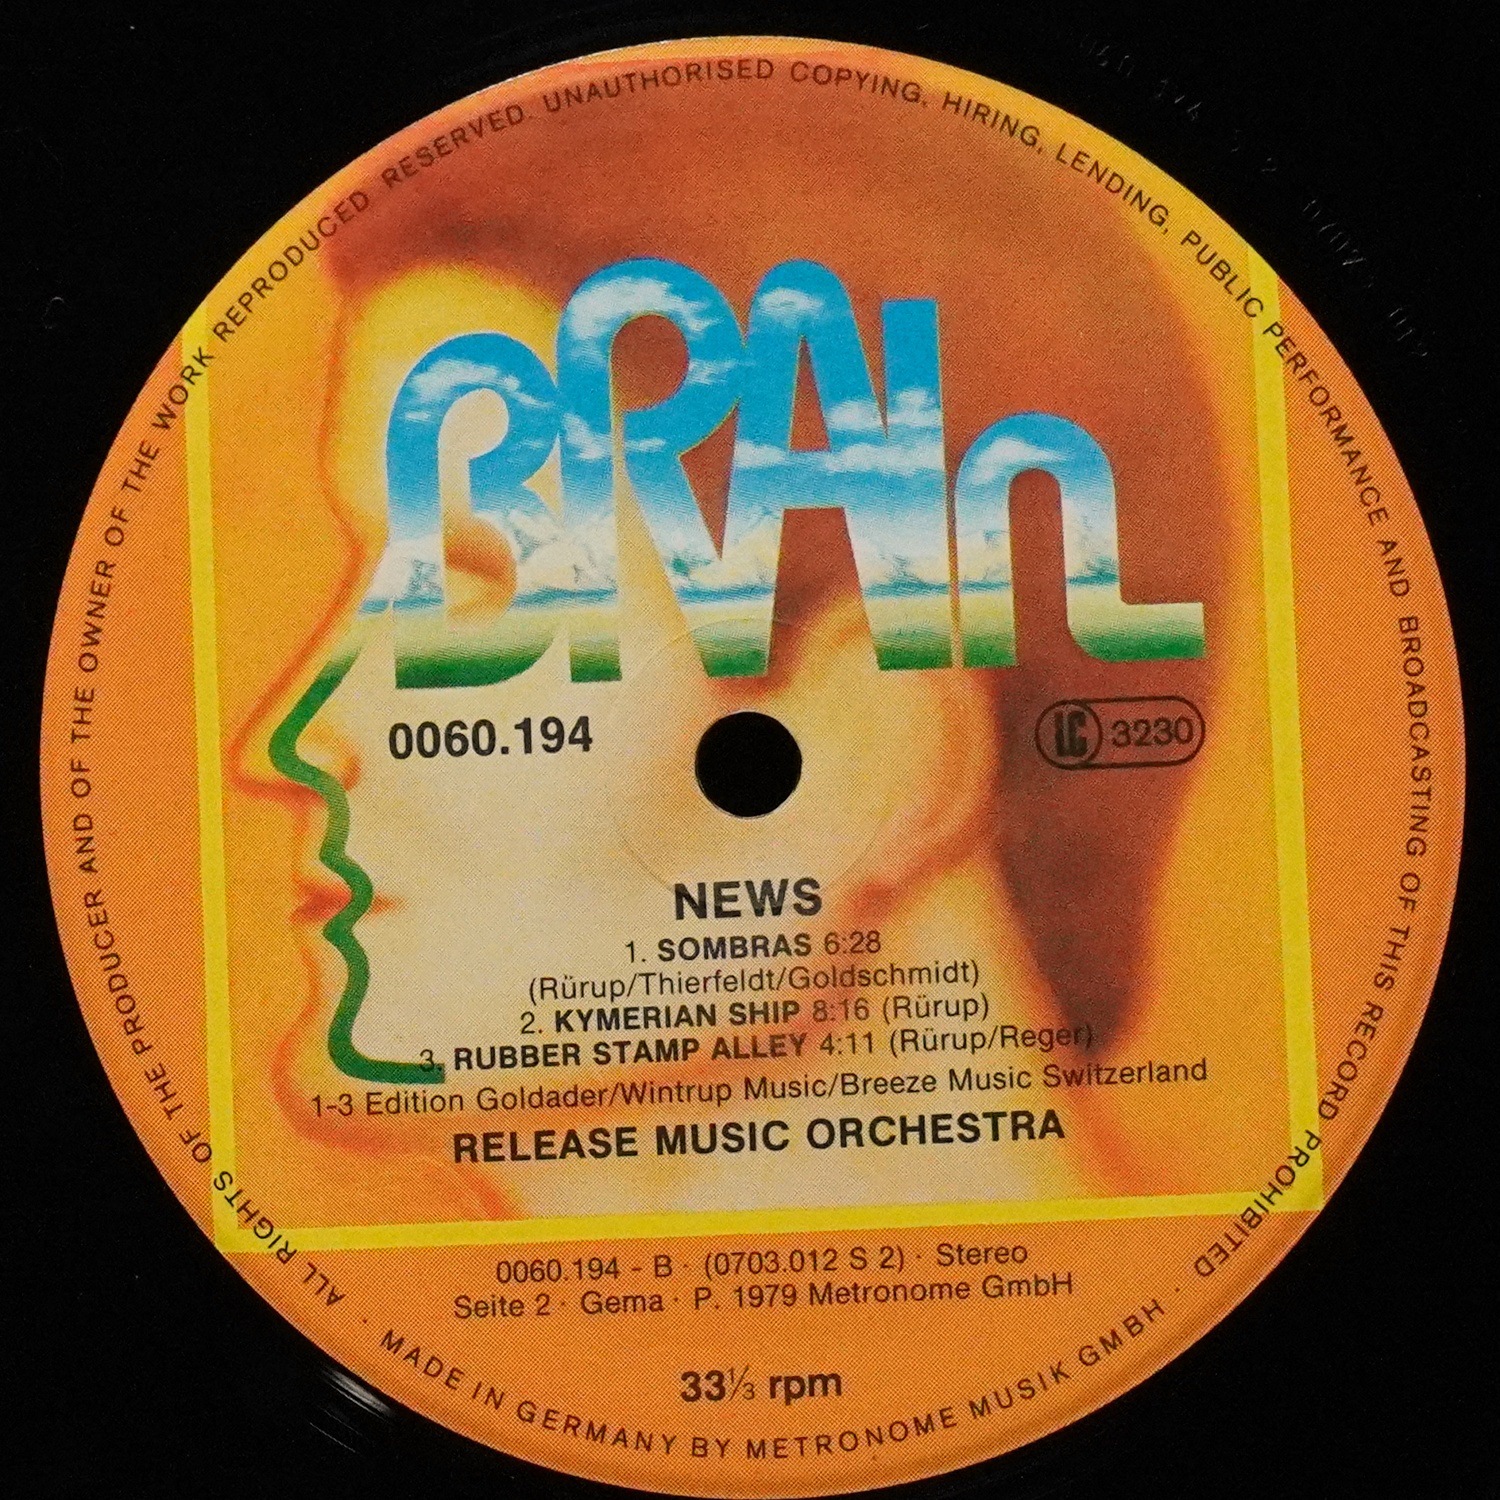 ALL RIGHTS OF THE PRODUCER AND OF THE OWNER OF THE WORK REPRODUCED RESERVED. UNAUTHORISED COPYING, HIRING, LENDING, PUBLIC PERFORMANCE AND BROADCASTING OF THIS RECORD PROHIBITED · MADE IN GERMANY BY METRONOME MUSIK GMBH ·
BRAIn
0060.194
LC 3230
NEWS
1. SOMBRAS 6:28
(Rürup/Thierfeldt/Goldschmidt)
2. KYMERIAN SHIP 8:16 (Rürup)
3. RUBBER STAMP ALLEY 4:11 (Rürup/Reger)
1-3 Edition Goldader/Wintrup Music/Breeze Music Switzerland
RELEASE MUSIC ORCHESTRA
0060.194 - B · (0703.012 S 2) · Stereo
Seite 2 · Gema · P. 1979 Metronome GmbH
33⅓ rpm